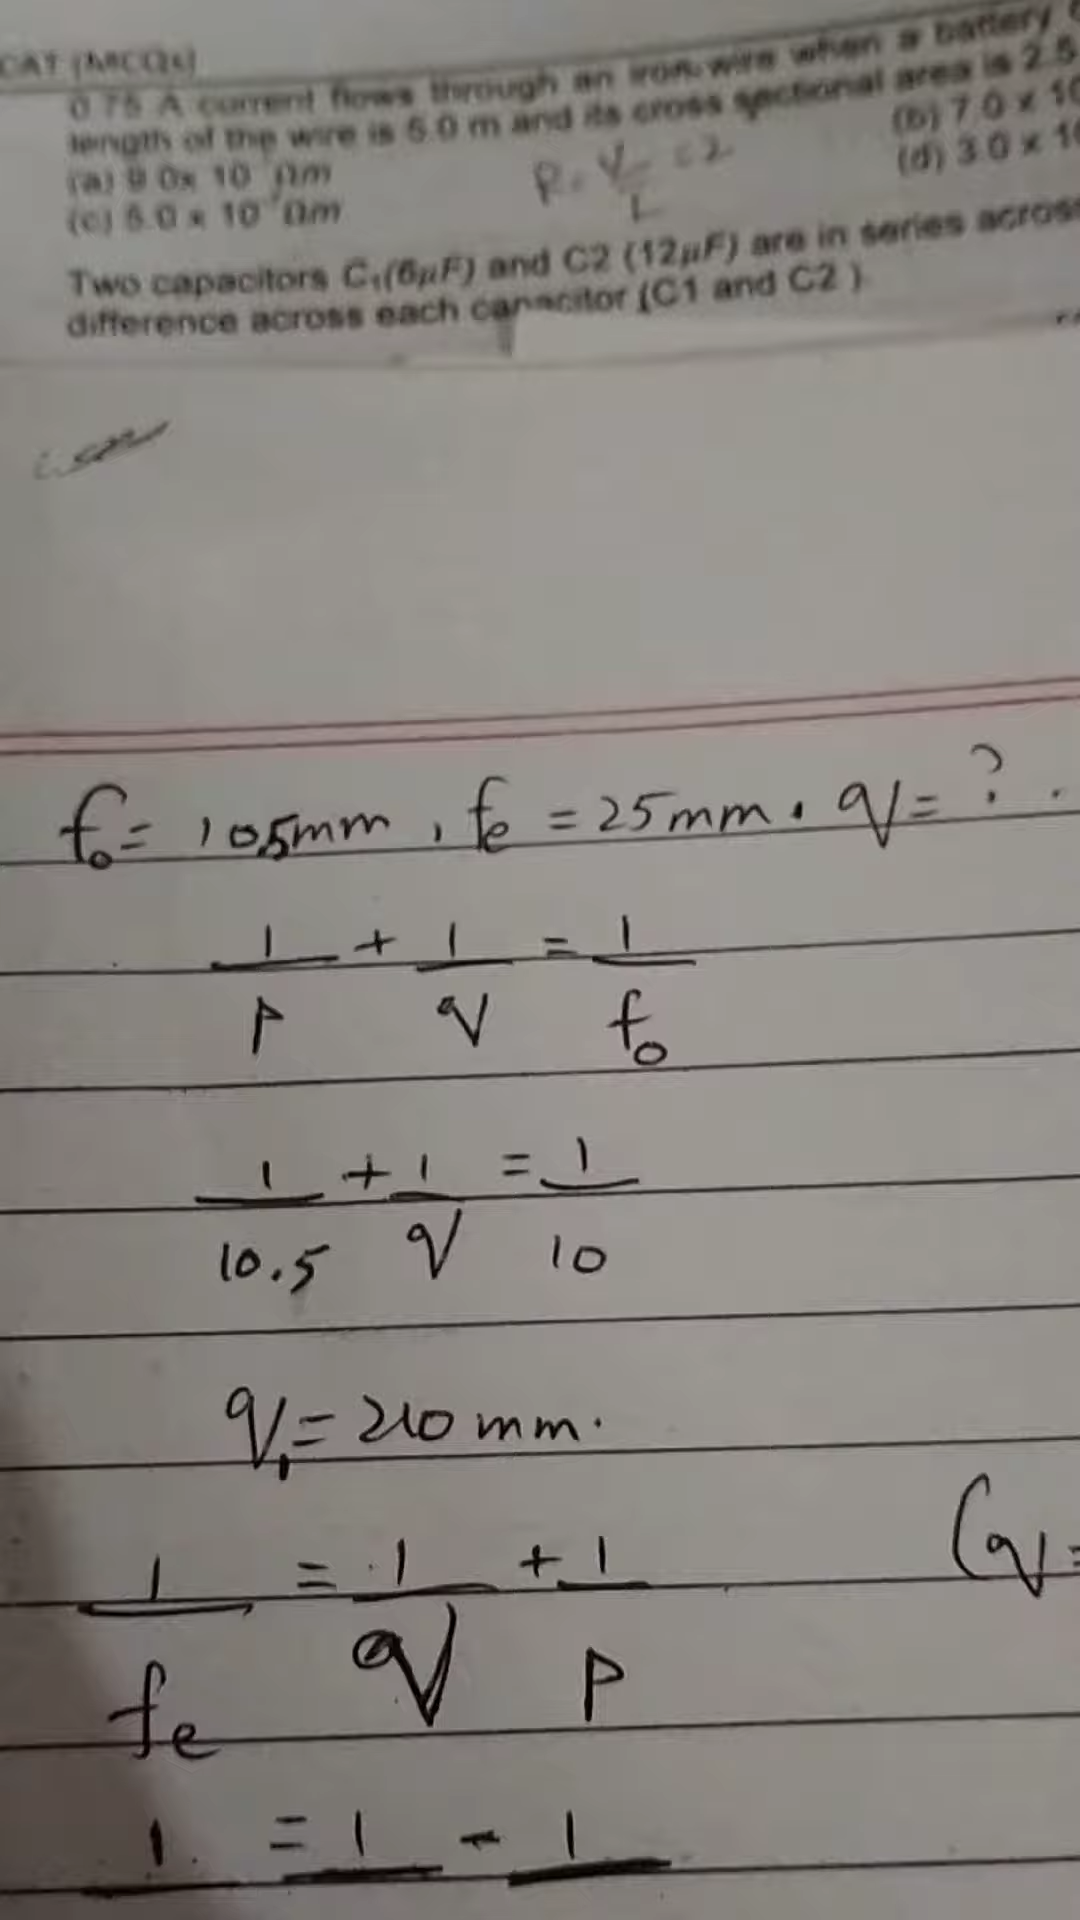 CAT (MCQs)
0.75 A current flows through an iron wire when a battery
length of the wire is 5.0 m and its cross sectional area is 2.5
(a) 9.0x 10 Ωm
(b) 7.0 x 10
(c) 5.0 x 10 Ωm
(d) 3.0 x 10
R = V/I = 2
Two capacitors C₁(6μF) and C2 (12μF) are in series across
difference across each capacitor (C1 and C2 )
f₀ = 105mm , fe = 25mm . q = ? .
1/p + 1/q = 1/f₀
1/10.5 + 1/q = 1/10
q₁ = 210 mm.
1/fe = 1/q + 1/p
(q =
1 = 1 - 1